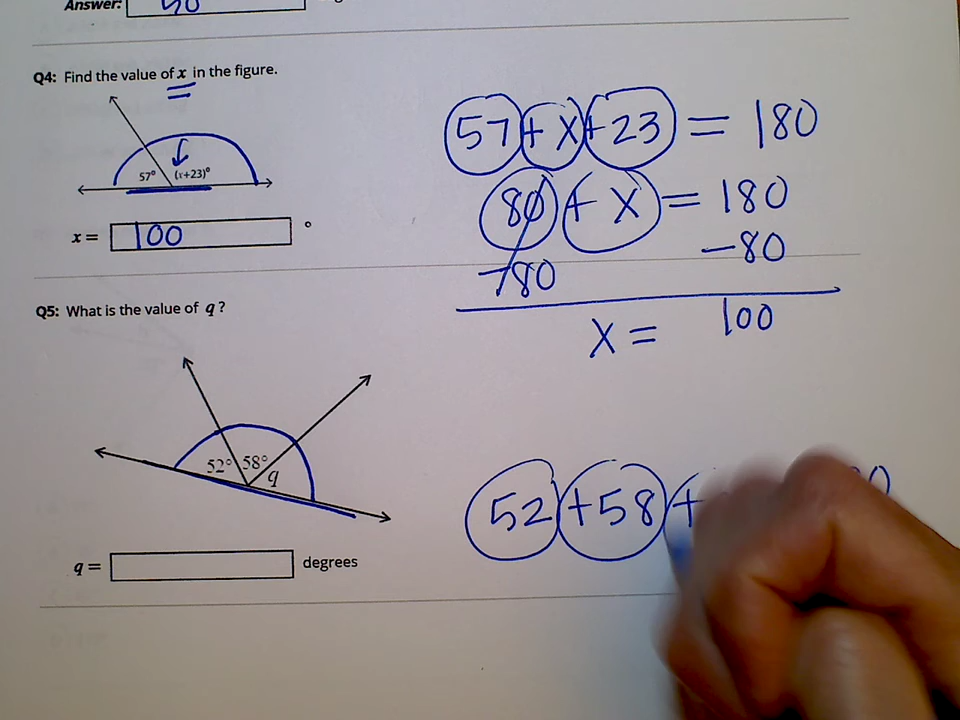 Answer: 50
Q4: Find the value of x in the figure.
57° (x+23)°
x = 100 °
57 + x + 23 = 180
80 + x = 180
-80 -80
x = 100
Q5: What is the value of q ?
52° 58° q
q = degrees
52 + 58 +